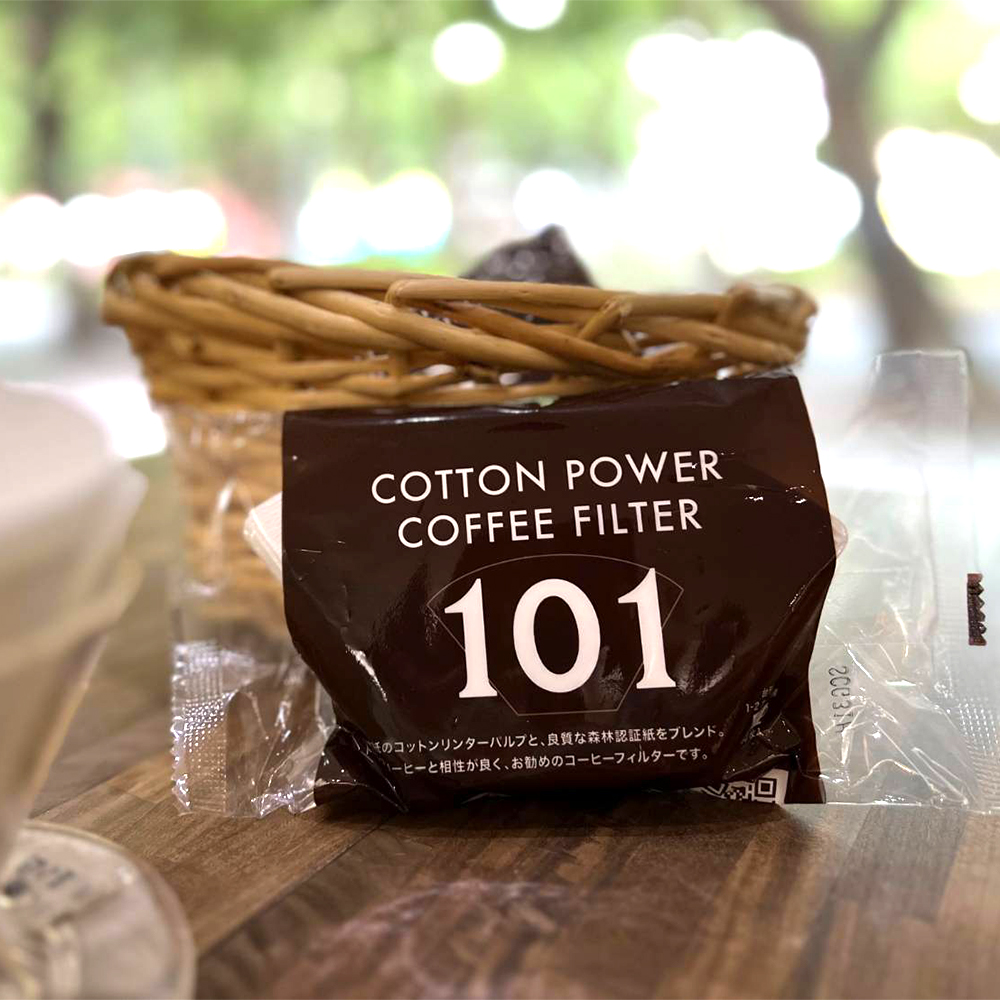 COTTON POWER
COFFEE FILTER
101
紙のコットンリンターパルプと、良質な森林認証紙をブレンド。
ーヒーと相性が良く、お勧めのコーヒーフィルターです。